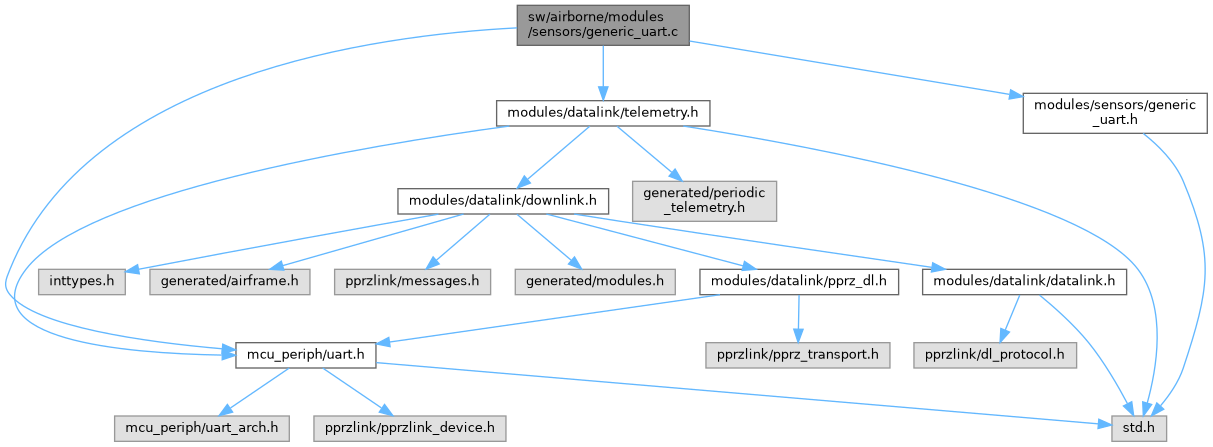 sw/airborne/modules
/sensors/generic_uart.c
modules/datalink/telemetry.h
modules/sensors/generic
_uart.h
modules/datalink/downlink.h
generated/periodic
_telemetry.h
inttypes.h
generated/airframe.h
pprzlink/messages.h
generated/modules.h
modules/datalink/pprz_dl.h
modules/datalink/datalink.h
mcu_periph/uart.h
pprzlink/pprz_transport.h
pprzlink/dl_protocol.h
mcu_periph/uart_arch.h
pprzlink/pprzlink_device.h
std.h